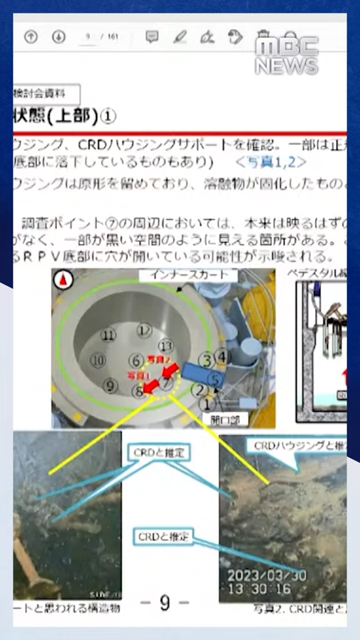 9 / 161
MBC
NEWS
検討会資料
状態(上部)①
ウジング、CRDハウジングサポートを確認。一部は正
底部に落下しているものもあり) <写真1,2>
ウジングは原形を留めており、溶融物が固化したもの
調査ポイント⑦の周辺においては、本来は映るはずの
がなく、一部が黒い空間のように見える箇所がある。
るRPV底部に穴が開いている可能性が示唆される。
インナースカート
ペデスタル
⑪
⑫
⑬
⑩
⑥
写真2
③
④
写真1
⑦
⑤
⑨
⑧
②
①
開口部
CRDと推定
CRDハウジングと推
CRDと推定
2023/03/30
13:30:16
ートと思われる構造物
- 9 -
写真2. CRD関連と